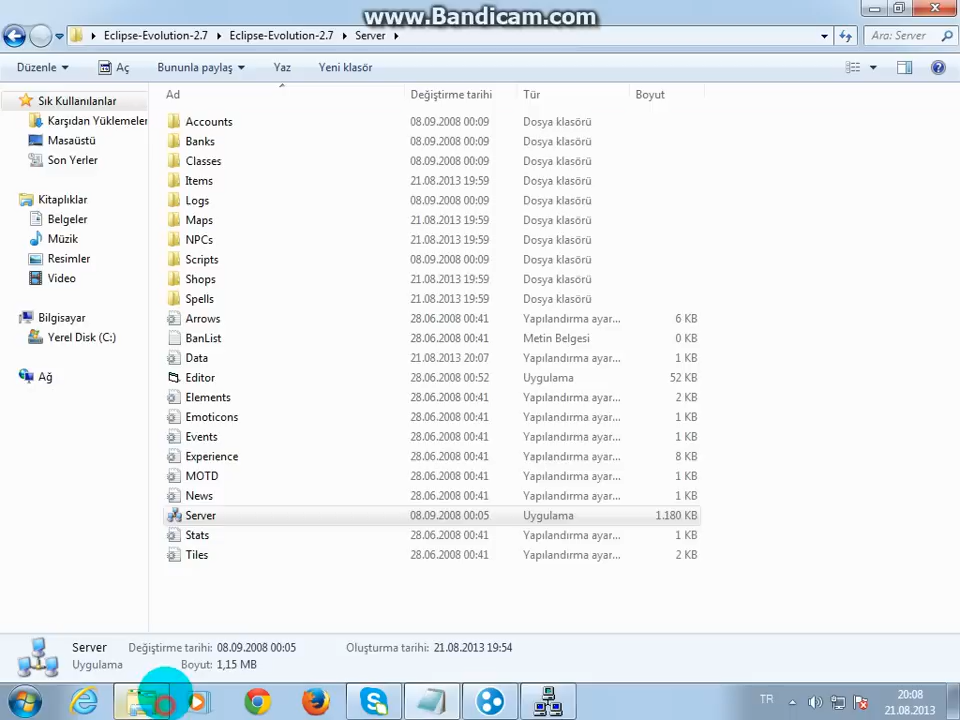 www.Bandicam.com
Eclipse-Evolution-2.7 Eclipse-Evolution-2.7 Server
Ara: Server
Düzenle Aç Bununla paylaş Yaz Yeni klasör
Ad Değiştirme tarihi Tür Boyut
Sık Kullanılanlar
Karşıdan Yüklemeler
Masaüstü
Son Yerler
Kitaplıklar
Belgeler
Müzik
Resimler
Video
Bilgisayar
Yerel Disk (C:)
Ağ
Accounts 08.09.2008 00:09 Dosya klasörü
Banks 08.09.2008 00:09 Dosya klasörü
Classes 08.09.2008 00:09 Dosya klasörü
Items 21.08.2013 19:59 Dosya klasörü
Logs 08.09.2008 00:09 Dosya klasörü
Maps 21.08.2013 19:59 Dosya klasörü
NPCs 21.08.2013 19:59 Dosya klasörü
Scripts 08.09.2008 00:09 Dosya klasörü
Shops 21.08.2013 19:59 Dosya klasörü
Spells 21.08.2013 19:59 Dosya klasörü
Arrows 28.06.2008 00:41 Yapılandırma ayar... 6 KB
BanList 28.06.2008 00:41 Metin Belgesi 0 KB
Data 21.08.2013 20:07 Yapılandırma ayar... 1 KB
Editor 28.06.2008 00:52 Uygulama 52 KB
Elements 28.06.2008 00:41 Yapılandırma ayar... 2 KB
Emoticons 28.06.2008 00:41 Yapılandırma ayar... 1 KB
Events 28.06.2008 00:41 Yapılandırma ayar... 1 KB
Experience 28.06.2008 00:41 Yapılandırma ayar... 8 KB
MOTD 28.06.2008 00:41 Yapılandırma ayar... 1 KB
News 28.06.2008 00:41 Yapılandırma ayar... 1 KB
Server 08.09.2008 00:05 Uygulama 1.180 KB
Stats 28.06.2008 00:41 Yapılandırma ayar... 1 KB
Tiles 28.06.2008 00:41 Yapılandırma ayar... 2 KB
Server Değiştirme tarihi: 08.09.2008 00:05 Oluşturma tarihi: 21.08.2013 19:54
Uygulama Boyut: 1,15 MB
TR
20:08
21.08.2013